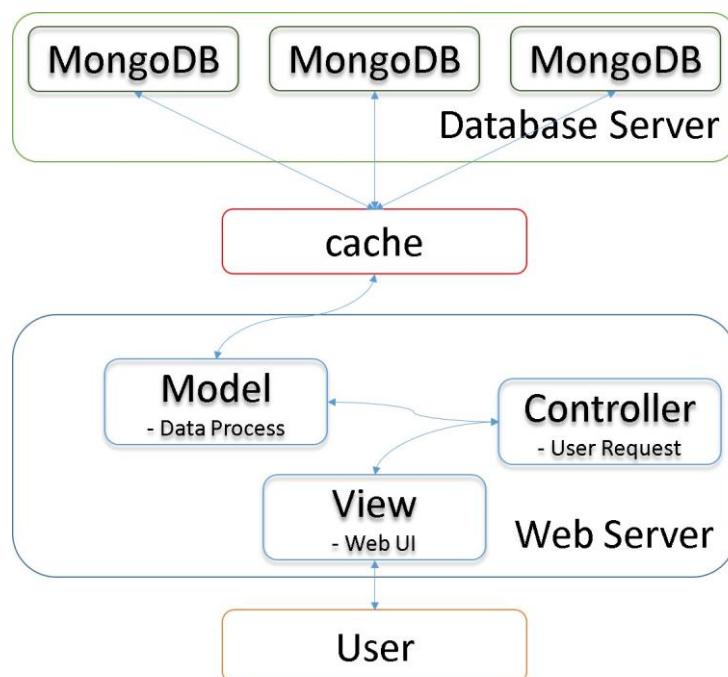 MongoDB MongoDB MongoDB
Database Server
cache
Model
- Data Process
Controller
- User Request
View
- Web UI
Web Server
User